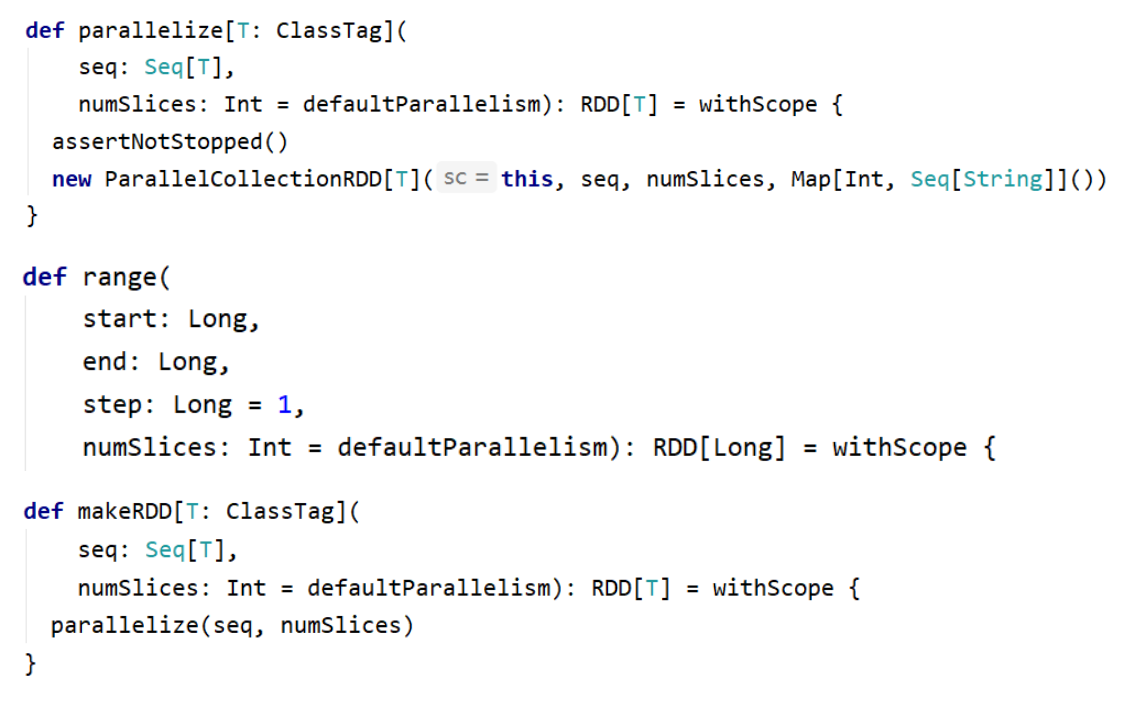 def parallelize[T: ClassTag](
seq: Seq[T],
numSlices: Int = defaultParallelism): RDD[T] = withScope {
assertNotStopped()
new ParallelCollectionRDD[T]( sc = this, seq, numSlices, Map[Int, Seq[String]]())
}
def range(
start: Long,
end: Long,
step: Long = 1,
numSlices: Int = defaultParallelism): RDD[Long] = withScope {
def makeRDD[T: ClassTag](
seq: Seq[T],
numSlices: Int = defaultParallelism): RDD[T] = withScope {
parallelize(seq, numSlices)
}